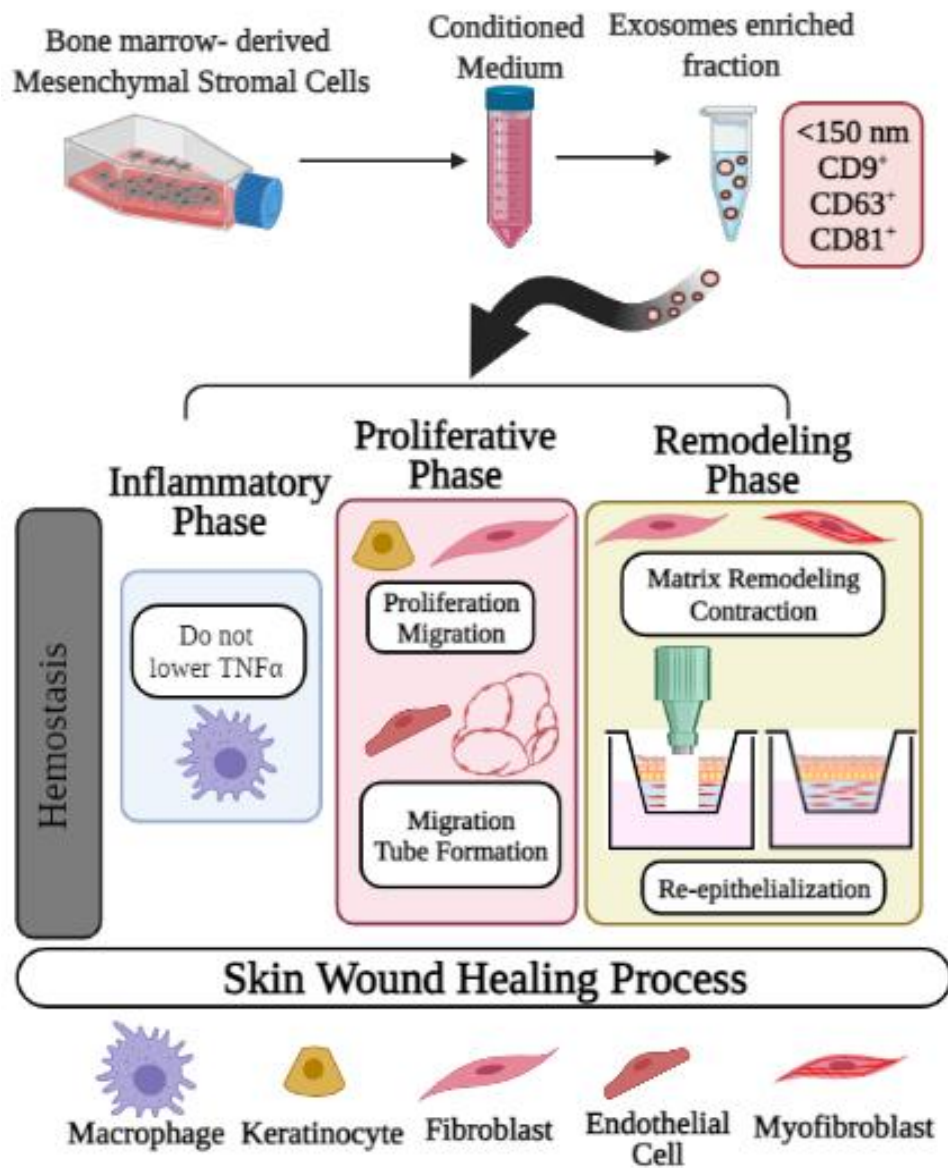 Bone marrow- derived
Mesenchymal Stromal Cells
Conditioned
Medium
Exosomes enriched
fraction
<150 nm
CD9⁺
CD63⁺
CD81⁺
Inflammatory
Phase
Proliferative
Phase
Remodeling
Phase
Hemostasis
Do not
lower TNFα
Proliferation
Migration
Migration
Tube Formation
Matrix Remodeling
Contraction
Re-epithelialization
Skin Wound Healing Process
Macrophage
Keratinocyte
Fibroblast
Endothelial
Cell
Myofibroblast